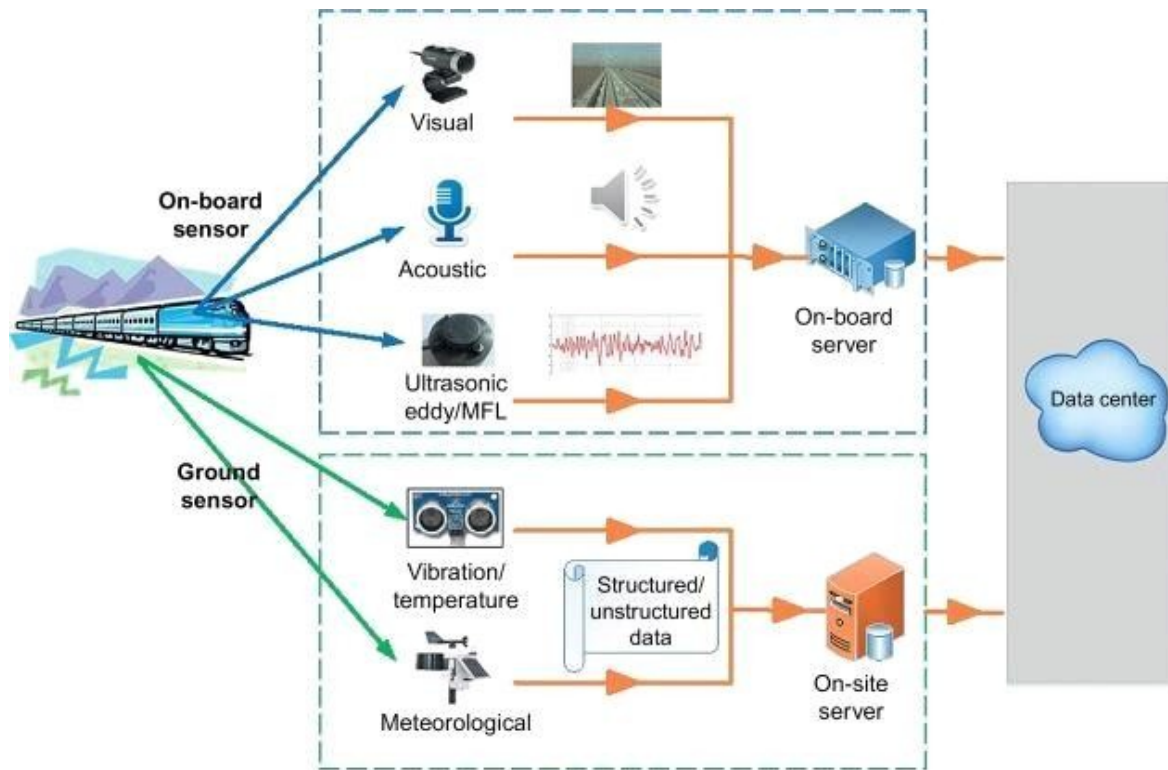 Visual
On-board
sensor
Acoustic
Ultrasonic
eddy/MFL
On-board
server
Data center
Ground
sensor
Vibration/
temperature
Structured/
unstructured
data
Meteorological
On-site
server